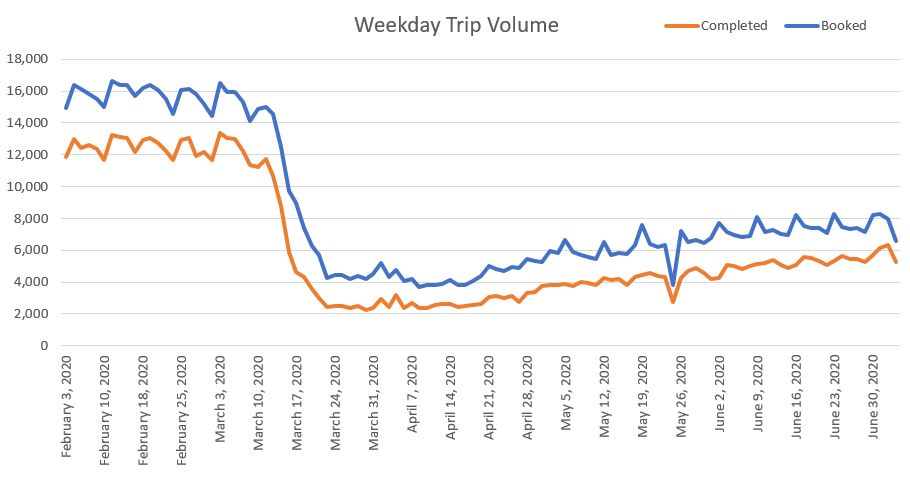 Weekday Trip Volume
Completed
Booked
18,000
16,000
14,000
12,000
10,000
8,000
6,000
4,000
2,000
0
February 3, 2020
February 10, 2020
February 18, 2020
February 25, 2020
March 3, 2020
March 10, 2020
March 17, 2020
March 24, 2020
March 31, 2020
April 7, 2020
April 14, 2020
April 21, 2020
April 28, 2020
May 5, 2020
May 12, 2020
May 19, 2020
May 26, 2020
June 2, 2020
June 9, 2020
June 16, 2020
June 23, 2020
June 30, 2020